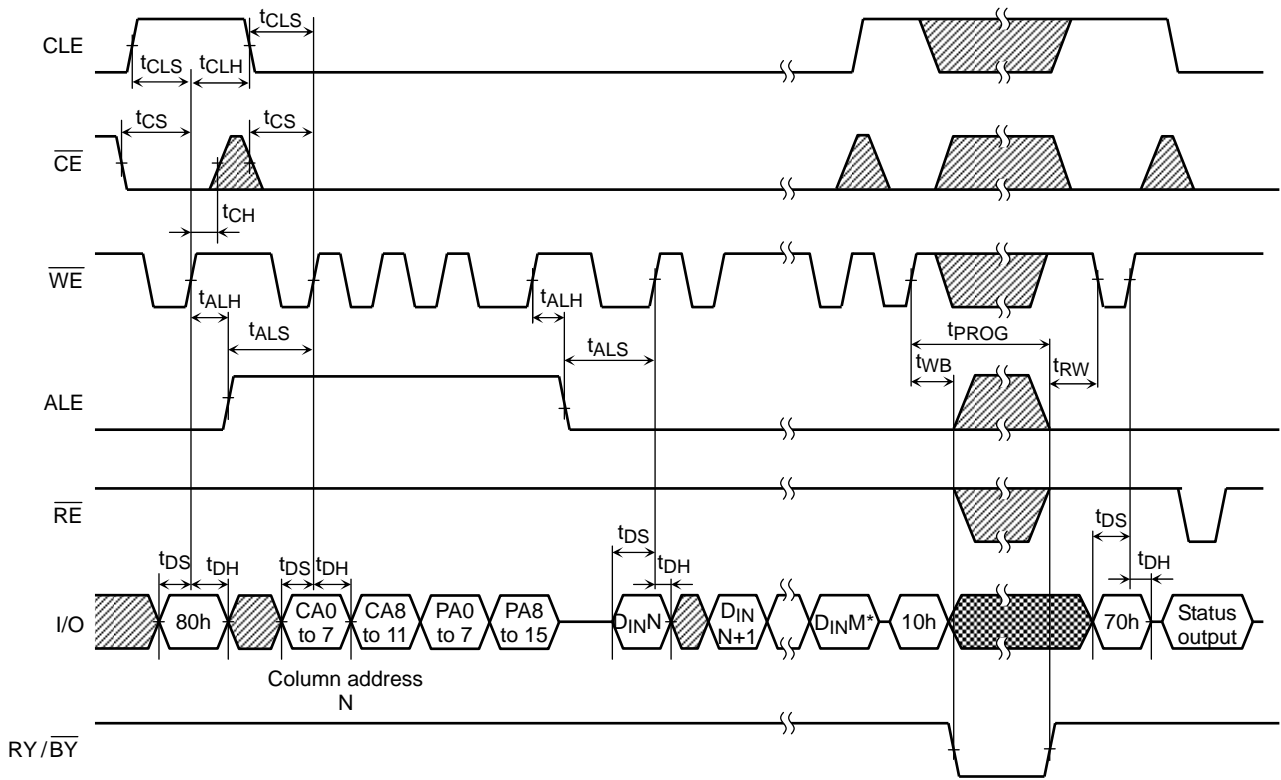 CLE
tCLS
tCLS
tCLH
CE
tCS
tCS
tCH
WE
tALH
tALS
tALH
tALS
tPROG
tWB
tRW
ALE
RE
tDS
tDH
tDS
tDH
tDS
tDH
tDS
tDH
I/O
80h
CA0 to 7
CA8 to 11
PA0 to 7
PA8 to 15
DINN
DIN N+1
DINM*
10h
70h
Status output
Column address
N
RY/BY